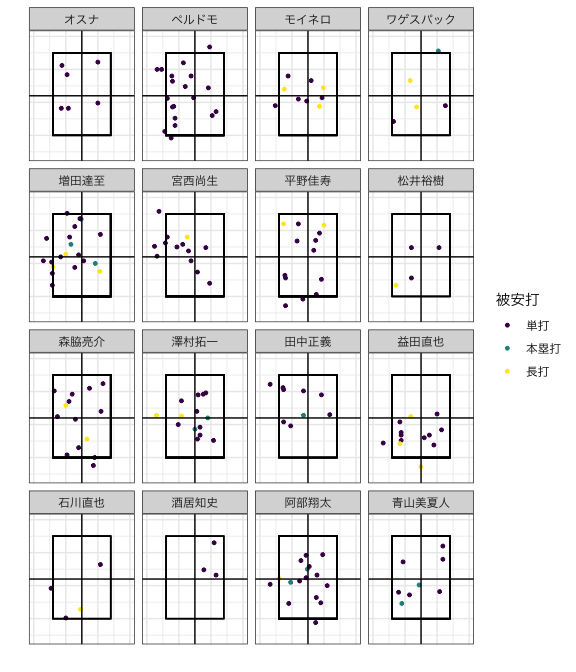 オスナ
ペルドモ
モイネロ
ワゲスパック
増田達至
宮西尚生
平野佳寿
松井裕樹
森脇亮介
澤村拓一
田中正義
益田直也
石川直也
酒居知史
阿部翔太
青山美夏人
被安打
単打
本塁打
長打